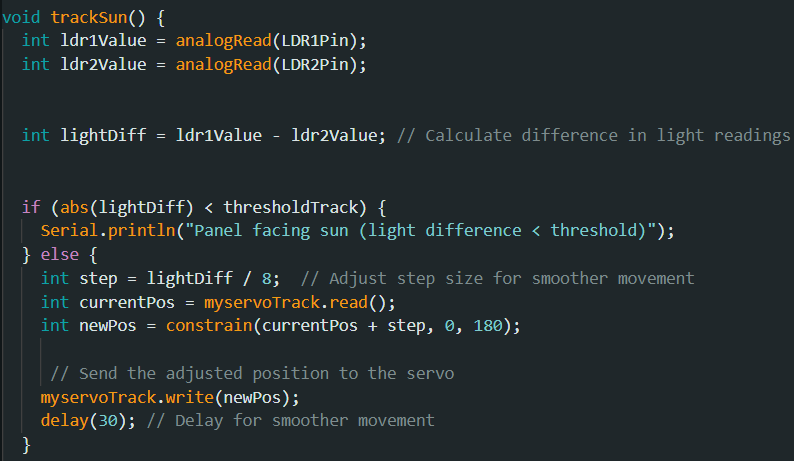 void trackSun() {
int ldr1Value = analogRead(LDR1Pin);
int ldr2Value = analogRead(LDR2Pin);
int lightDiff = ldr1Value - ldr2Value; // Calculate difference in light readings
if (abs(lightDiff) < thresholdTrack) {
Serial.println("Panel facing sun (light difference < threshold)");
} else {
int step = lightDiff / 8;  // Adjust step size for smoother movement
int currentPos = myservoTrack.read();
int newPos = constrain(currentPos + step, 0, 180);
// Send the adjusted position to the servo
myservoTrack.write(newPos);
delay(30); // Delay for smoother movement
}